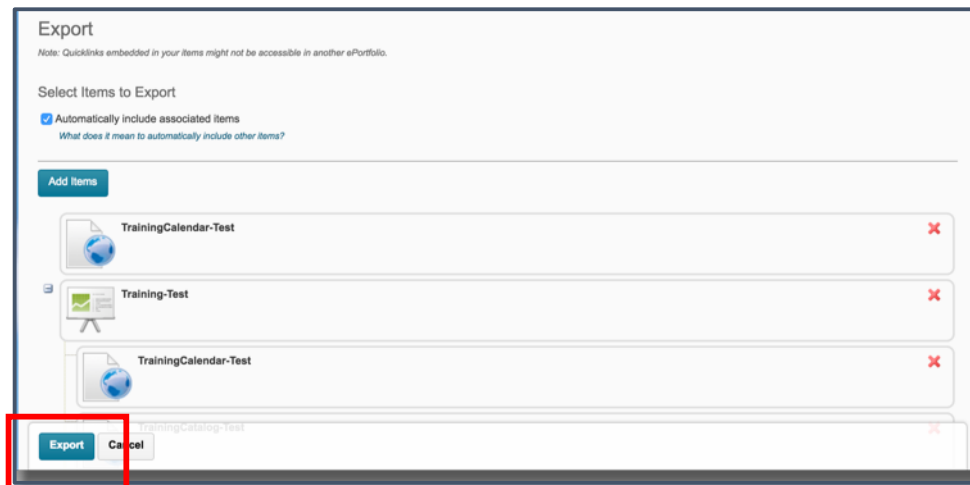 Export
Note: Quicklinks embedded in your items might not be accessible in another ePortfolio.
Select Items to Export
Automatically include associated items
What does it mean to automatically include other items?
Add Items
TrainingCalendar-Test
Training-Test
TrainingCalendar-Test
TrainingCatalog-Test
Export Cancel